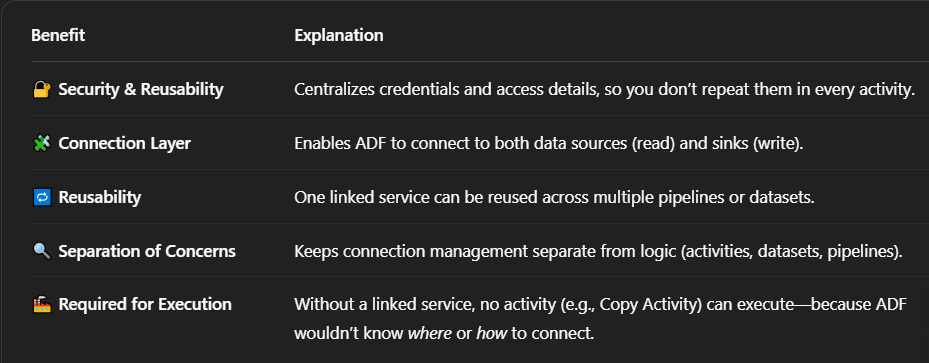 Benefit Explanation
🔐 Security & Reusability Centralizes credentials and access details, so you don’t repeat them in every activity.
🧩 Connection Layer Enables ADF to connect to both data sources (read) and sinks (write).
🔁 Reusability One linked service can be reused across multiple pipelines or datasets.
🔍 Separation of Concerns Keeps connection management separate from logic (activities, datasets, pipelines).
🏭 Required for Execution Without a linked service, no activity (e.g., Copy Activity) can execute—because ADF
wouldn’t know where or how to connect.